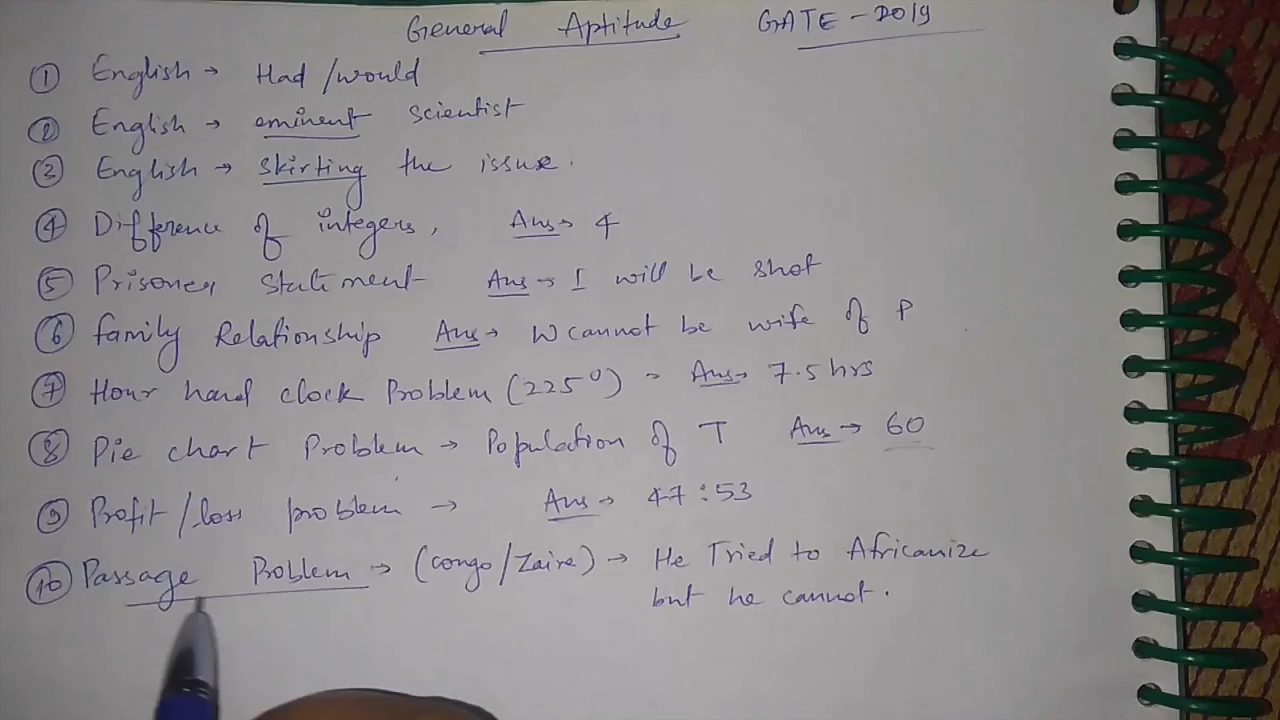 General Aptitude GATE-2019
① English → Had/would
② English → eminent scientist
③ English → skirting the issue.
④ Difference of integers, Ans→ 4
⑤ Prisoner statement Ans→ I will be shot
⑥ family Relationship Ans→ W cannot be wife of P
⑦ Hour hand clock Problem (225°) - Ans→ 7.5 hrs
⑧ Pie chart Problem → Population of T Ans→ 60
⑨ Profit/loss problem → Ans→ 47:53
⑩ Passage Problem → (Congo/Zaire) → He Tried to Africanize
but he cannot.